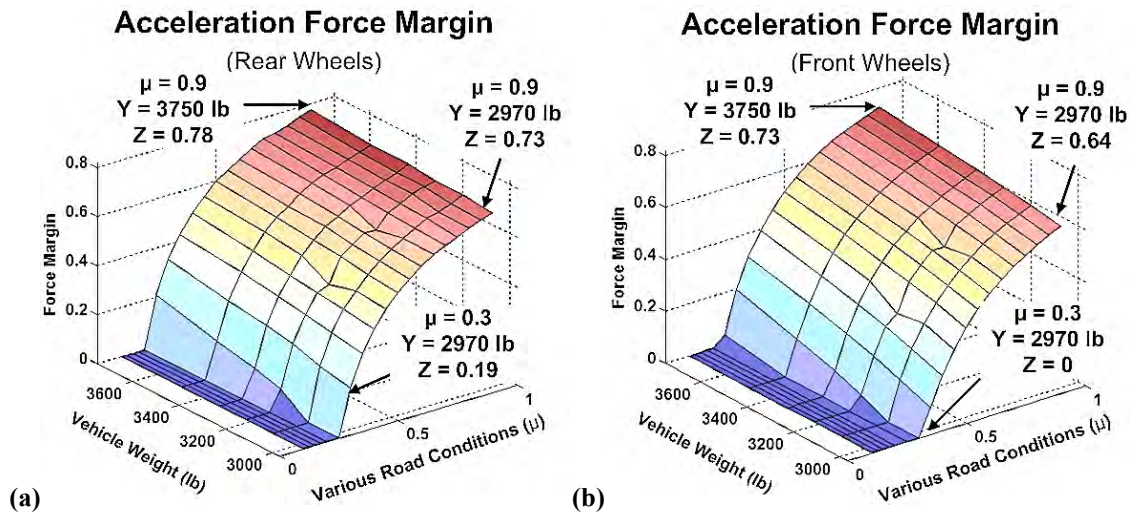 Acceleration Force Margin
(Rear Wheels)
μ = 0.9
Y = 3750 lb
Z = 0.78
μ = 0.9
Y = 2970 lb
Z = 0.73
μ = 0.3
Y = 2970 lb
Z = 0.19
0.8
0.6
0.4
0.2
0
Force Margin
3600
3400
3200
3000
Vehicle Weight (lb)
0
0.5
1
Various Road Conditions (μ)
(a)
Acceleration Force Margin
(Front Wheels)
μ = 0.9
Y = 3750 lb
Z = 0.73
μ = 0.9
Y = 2970 lb
Z = 0.64
μ = 0.3
Y = 2970 lb
Z = 0
0.8
0.6
0.4
0.2
0
Force Margin
3600
3400
3200
3000
Vehicle Weight (lb)
0
0.5
1
Various Road Conditions (μ)
(b)